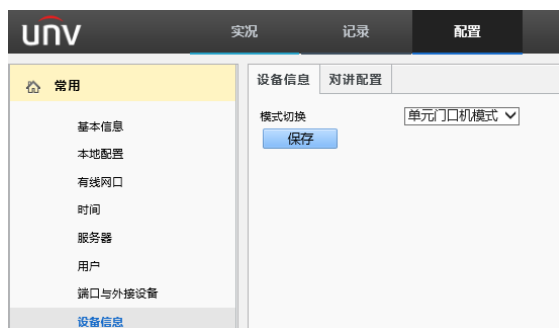 unv 实况 记录 配置
常用
设备信息 对讲配置
模式切换 单元门口机模式
保存
基本信息
本地配置
有线网口
时间
服务器
用户
端口与外接设备
设备信息